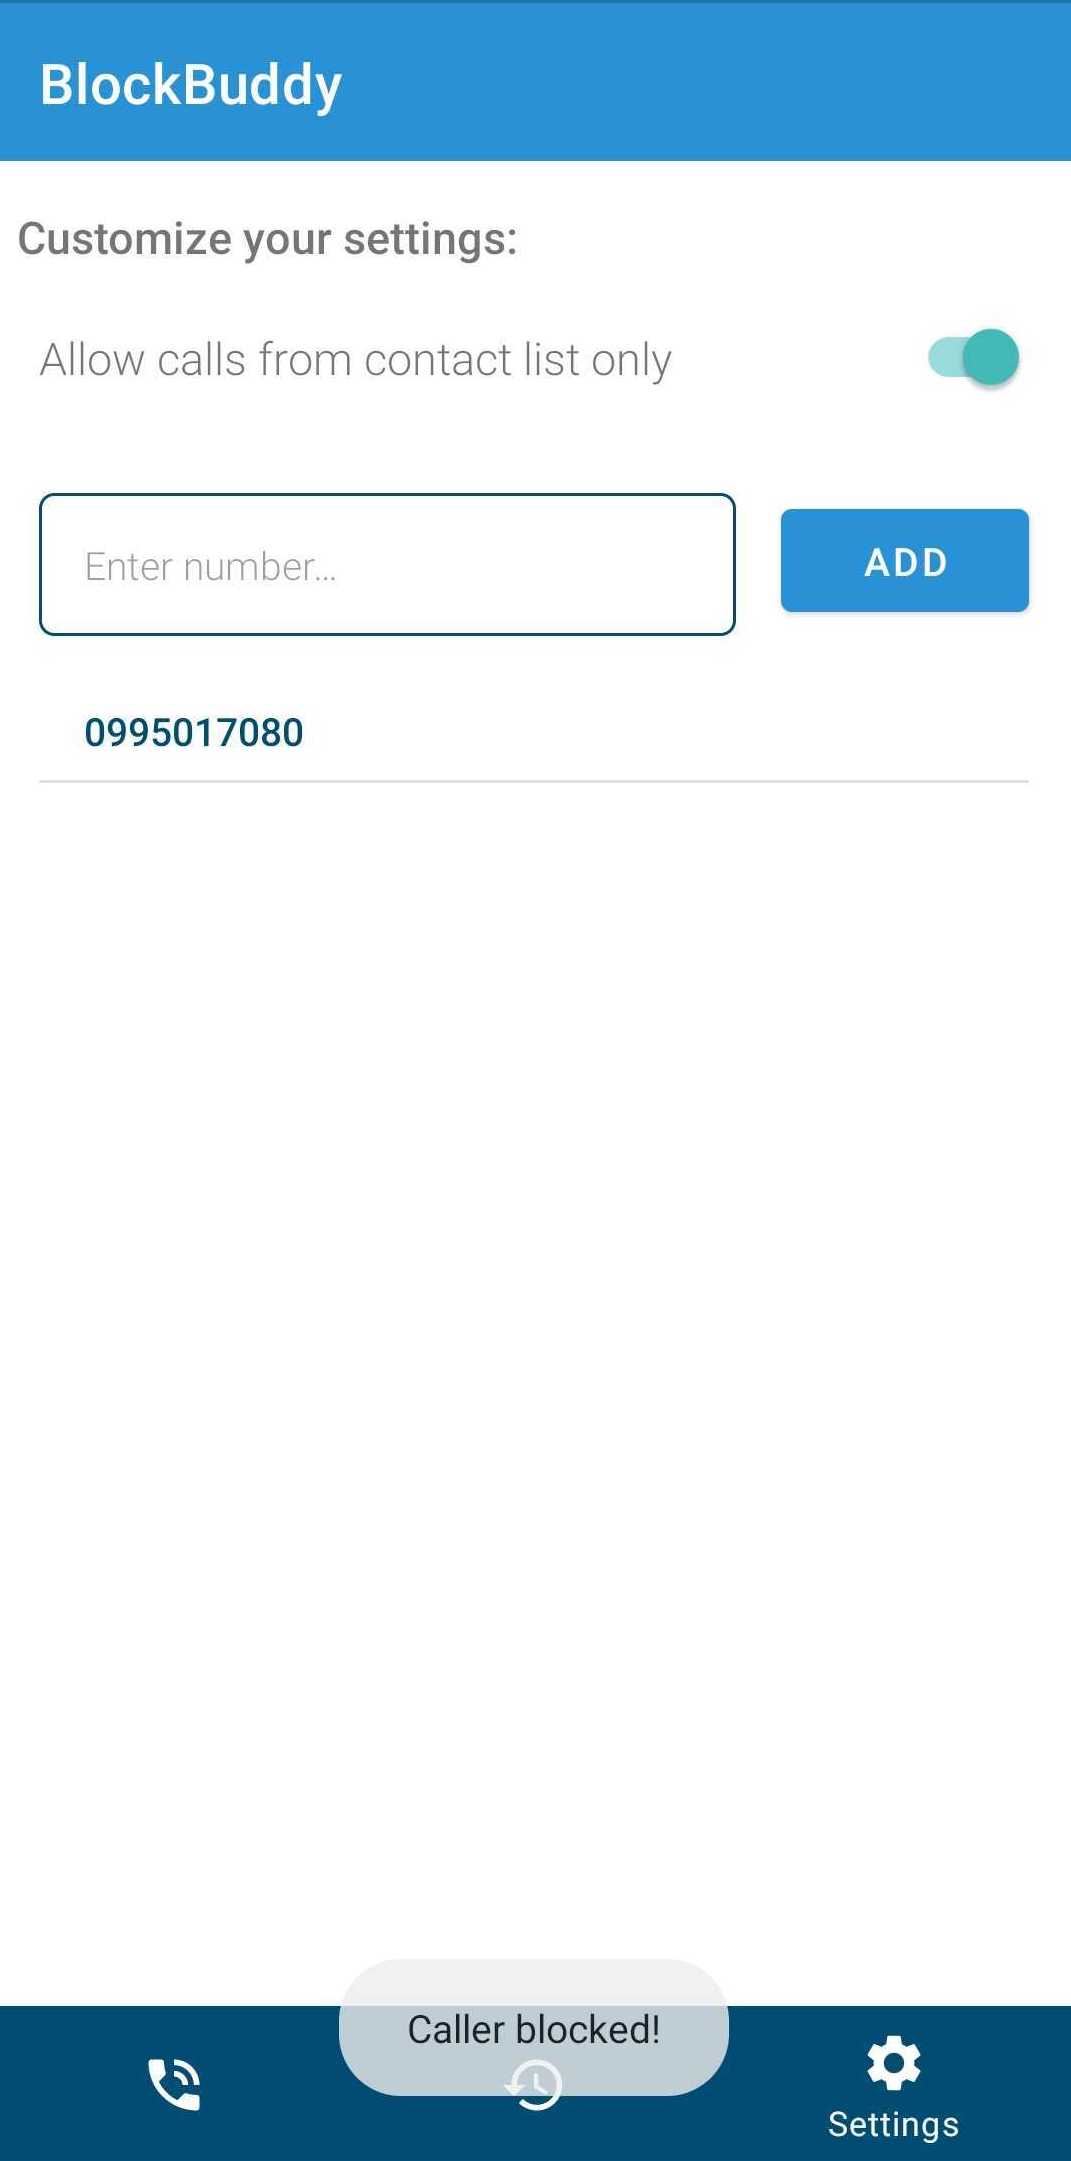 BlockBuddy
Customize your settings:
Allow calls from contact list only
Enter number...
ADD
0995017080
Caller blocked!
Settings